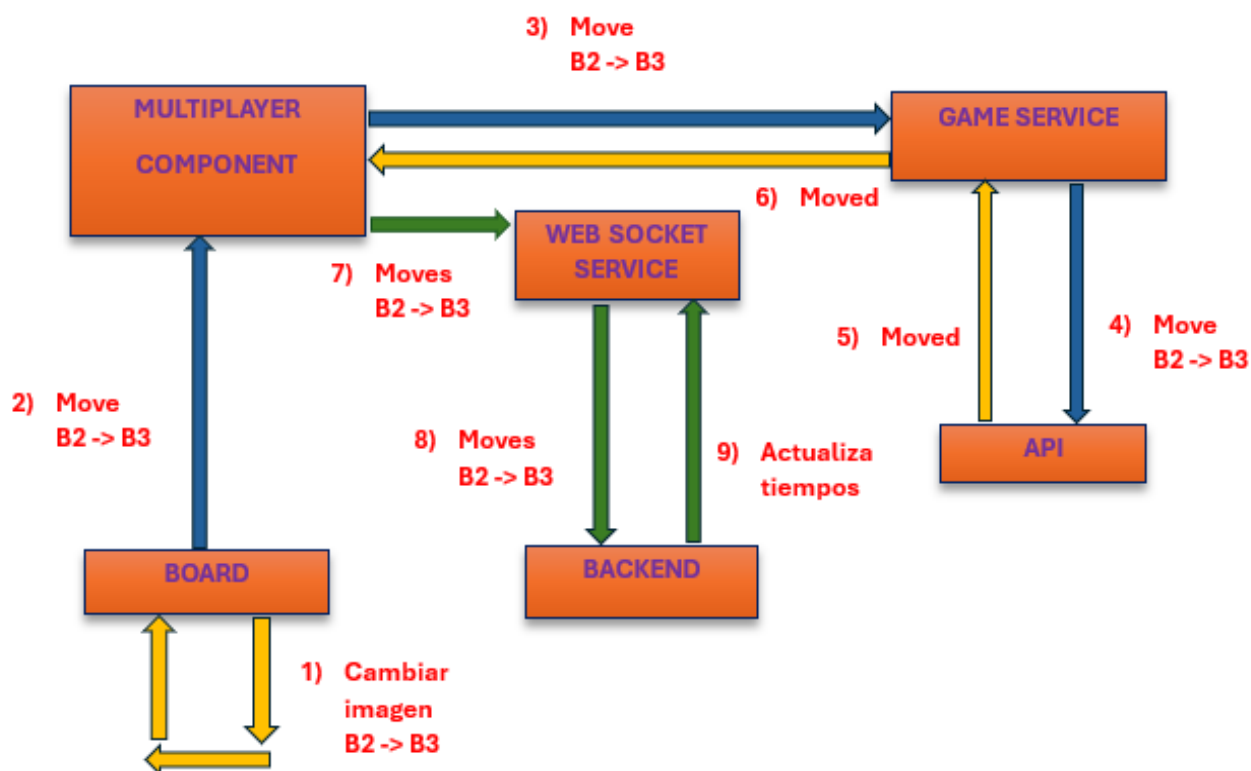 3) Move
B2 -> B3
MULTIPLAYER
COMPONENT
GAME SERVICE
6) Moved
WEB SOCKET
SERVICE
7) Moves
B2 -> B3
5) Moved
4) Move
B2 -> B3
2) Move
B2 -> B3
8) Moves
B2 -> B3
9) Actualiza
tiempos
API
BOARD
BACKEND
1) Cambiar
imagen
B2 -> B3